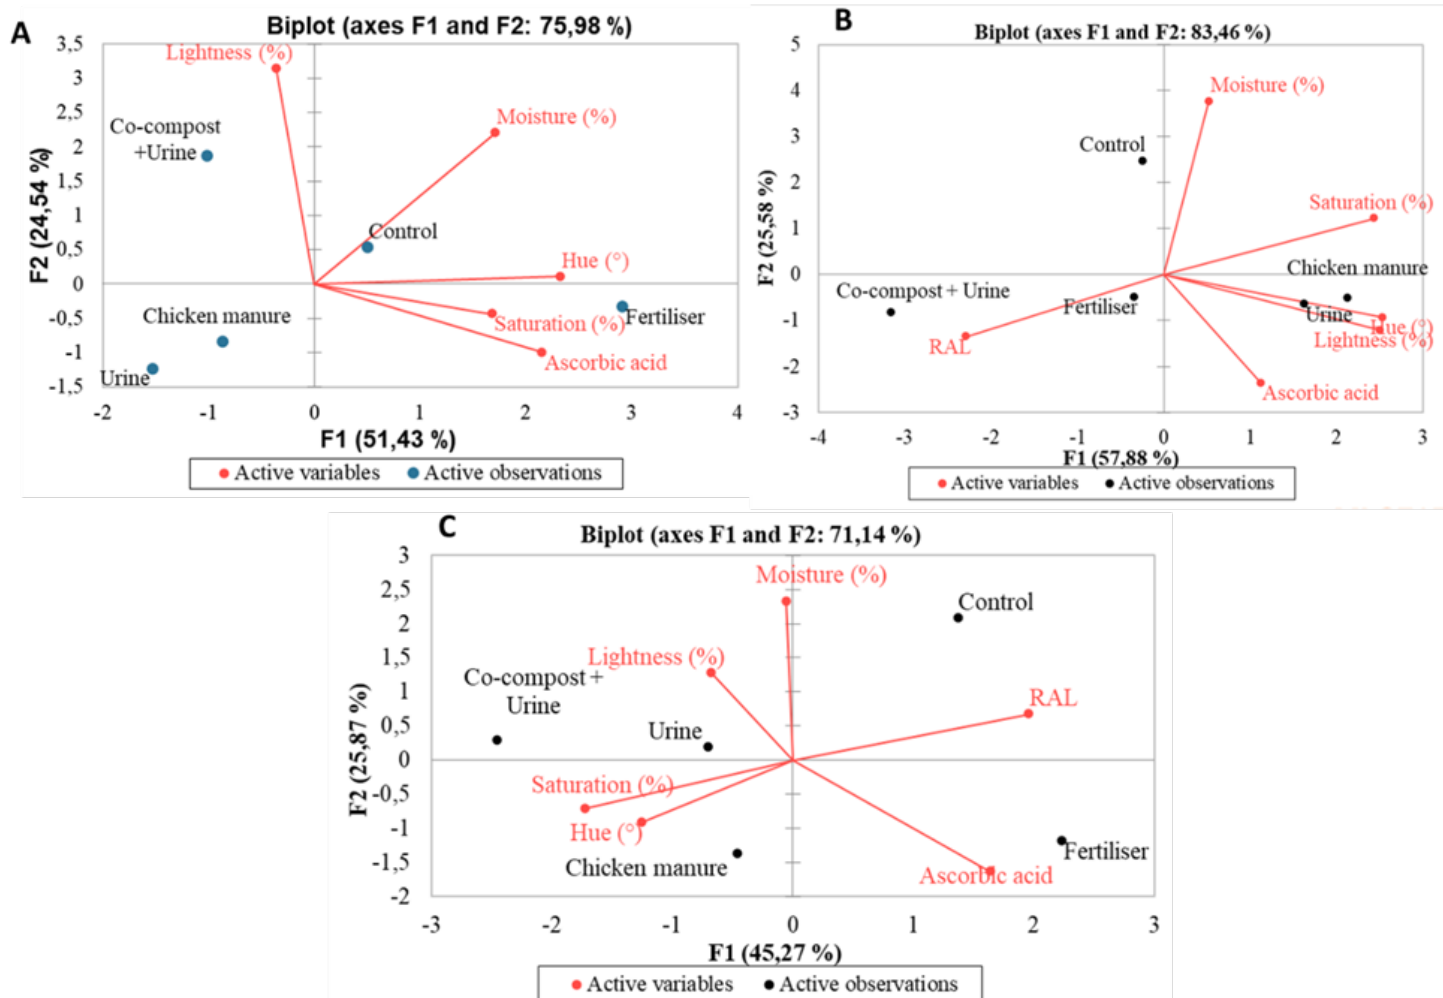 A
Biplot (axes F1 and F2: 75,98 %)
3,5
3
2,5
2
1,5
1
0,5
0
-0,5
-1
-1,5
F2 (24,54 %)
Lightness (%)
Moisture (%)
Co-compost
+Urine
Control
Hue (°)
Chicken manure
Saturation (%)
Fertiliser
Ascorbic acid
Urine
-2
-1
0
1
2
3
4
F1 (51,43 %)
Active variables
Active observations
B
Biplot (axes F1 and F2: 83,46 %)
5
4
3
2
1
0
-1
-2
-3
F2 (25,58 %)
Moisture (%)
Control
Saturation (%)
Chicken manure
Co-compost + Urine
Fertiliser
Urine
Hue (°)
RAL
Lightness (%)
Ascorbic acid
-4
-3
-2
-1
0
1
2
3
F1 (57,88 %)
Active variables
Active observations
C
Biplot (axes F1 and F2: 71,14 %)
3
2,5
2
1,5
1
0,5
0
-0,5
-1
-1,5
-2
F2 (25,87 %)
Moisture (%)
Control
Lightness (%)
Co-compost +
Urine
RAL
Urine
Saturation (%)
Hue (°)
Chicken manure
Fertiliser
Ascorbic acid
-3
-2
-1
0
1
2
3
F1 (45,27 %)
Active variables
Active observations